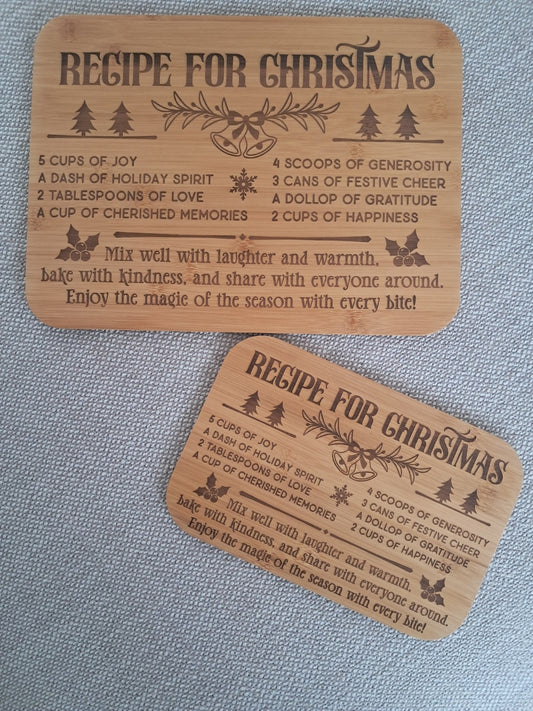 RECIPE FOR CHRISTMAS
5 CUPS OF JOY
A DASH OF HOLIDAY SPIRIT
2 TABLESPOONS OF LOVE
A CUP OF CHERISHED MEMORIES
4 SCOOPS OF GENEROSITY
3 CANS OF FESTIVE CHEER
A DOLLOP OF GRATITUDE
2 CUPS OF HAPPINESS
Mix well with laughter and warmth,
bake with kindness, and share with everyone around.
Enjoy the magic of the season with every bite!
RECIPE FOR CHRISTMAS
5 CUPS OF JOY
A DASH OF HOLIDAY SPIRIT
2 TABLESPOONS OF LOVE
A CUP OF CHERISHED MEMORIES
4 SCOOPS OF GENEROSITY
3 CANS OF FESTIVE CHEER
A DOLLOP OF GRATITUDE
2 CUPS OF HAPPINESS
Mix well with laughter and warmth,
bake with kindness, and share with everyone around.
Enjoy the magic of the season with every bite!